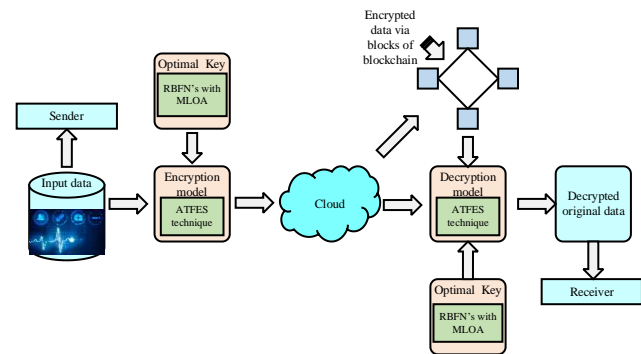 Encrypted
data via
blocks of
blockchain
Optimal Key
RBFN's with
MLOA
Sender
Input data
Encryption
model
ATFES
technique
Cloud
Decryption
model
ATFES
technique
Decrypted
original data
Optimal Key
RBFN's with
MLOA
Receiver